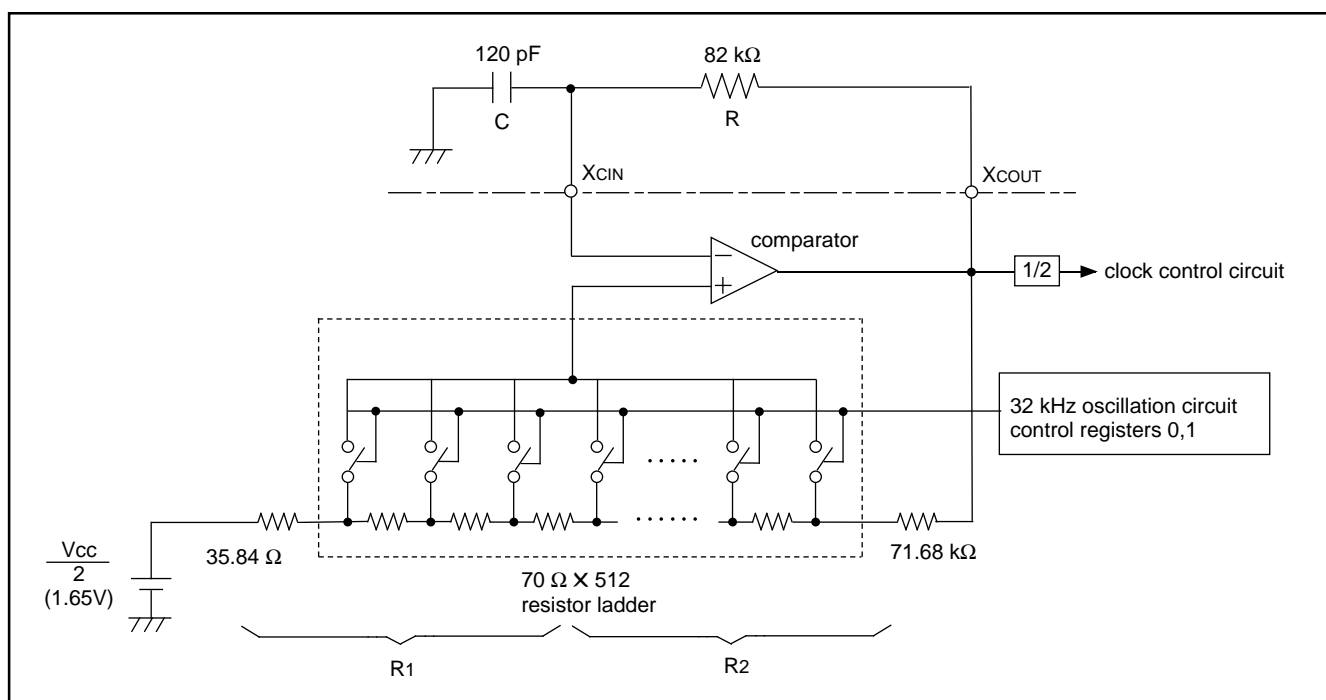 120 pF
82 kΩ
C
R
XCIN
XCOUT
comparator
−
+
1/2
clock control circuit
32 kHz oscillation circuit
control registers 0,1
35.84 Ω
71.68 kΩ
Vcc
2
(1.65V)
70 Ω X 512
resistor ladder
R1
R2